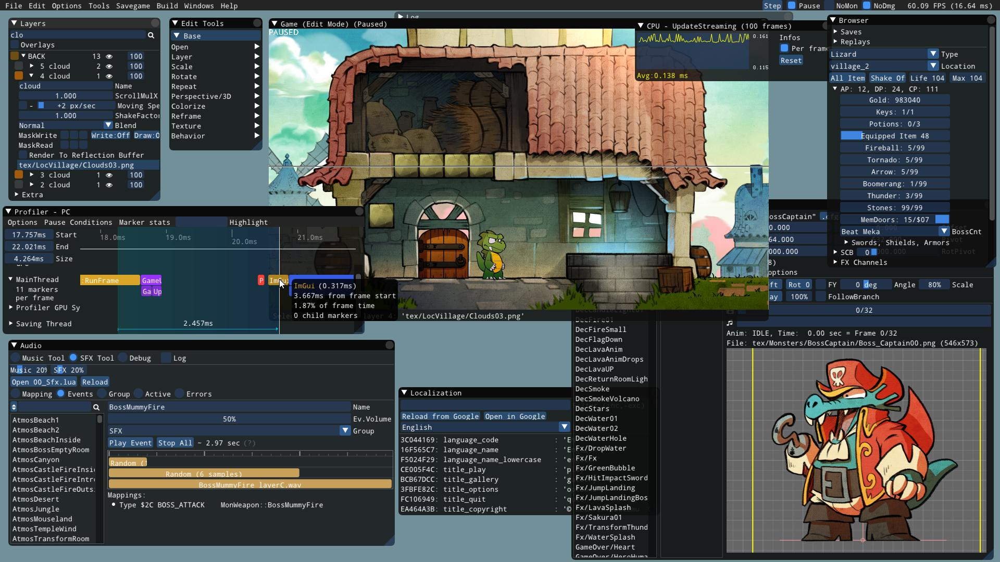 File Edit Options Tools Savegame Build Windows Help
Step Pause NoMon NoDmg 60.09 FPS (16.64 ms)
Layers
clo
Overlays
BACK 13 100
5 cloud 2 100
4 cloud 1 100
cloud Name
1.000 ScrollMulX
- +2 px/sec Moving Spe
1.000 ShakeFactor
Normal Blend
MaskWrite Write:Off Draw:O
MaskRead
Render To Reflection Buffer
tex/LocVillage/Clouds03.png
3 cloud 1 100
2 cloud 1 100
Extra
Edit Tools
Base
Open
Layer
Scale
Rotate
Repeat
Perspective/3D
Colorize
Reframe
Texture
Behavior
Log
Game (Edit Mode) (Paused)
PAUSED
CPU - UpdateStreaming (100 frames)
0.161
0.115
Avg:0.138 ms
Infos
Per frame
Reset
Browser
Saves
Replays
Lizard Type
village_2 Location
All Item Shake Of Life 104 Max 104
AP: 12, DP: 24, CP: 111
Gold: 983040
Keys: 1/1
Potions: 0/3
Equipped Item 48
Fireball: 5/99
Tornado: 5/99
Arrow: 5/99
Boomerang: 1/99
Thunder: 3/99
Stones: 99/99
MemDoors: 15/$07
Beat Meka BossCnt
Swords, Shields, Armors
SCB 0
FX Channels
Profiler - PC
Options Pause Conditions Marker stats Highlight
17.757ms Start
22.021ms End
4.264ms Size
18.0ms 19.0ms 20.0ms 21.0ms
MainThread
11 markers
per frame
:RunFrame GameU P ImGui
Ga Up
Profiler GPU Sy
Saving Thread
2.457ms
ImGui (0.317ms)
3.667ms from frame start
1.87% of frame time
0 child markers
layer 4: 'tex/LocVillage/Clouds03.png'
Audio
Music Tool SFX Tool Debug Log
Music 20% SFX 20%
Open 00_Sfx.lua Reload
Mapping Events Group Active Errors
AtmosBeach1
AtmosBeach2
AtmosBeachInside
AtmosBossEmptyRoom
AtmosCanyon
AtmosCastleFireInsi
AtmosCastleFireIntr
AtmosCastleFireOuts
AtmosDesert
AtmosJungle
AtmosMouseland
AtmosTempleWind
AtmosTransformRoom
BossMummyFire Name
50% Ev.Volume
SFX Group
Play Event Stop All ~ 2.97 sec (?)
Random (
Random (6 samples)
BossMummyFire_layerC.wav
Mappings:
Type $2C BOSS_ATTACK MonWeapon::BossMummyFire
Localization
Reload from Google Open in Google
English
3C044169: language_code : 'E
16F565C7: language_name : 'E
F5024F29: language_name_lowercase : 'e
CE005F4C: title_play : 'p
BCB67DCC: title_gallery : 'g
3FBFE82C: title_options : 'o
FC106949: title_quit : 'q
EA464A3B: title_copyright : '©
DecCandleLight01
DecFire01
DecFireSmall
DecFlagDown
DecLavaAnim
DecLavaAnimDrops
DecLavaUP
DecReturnRoomLigh
DecSmoke
DecSmokeVolcano
DecStars
DecWater01
DecWater02
DecWaterHole
Fx/DropWater
Fx/Fx
Fx/GreenBubble
Fx/HitImpactSword
Fx/JumpLanding
Fx/JumpLandingBos
Fx/LavaSplash
Fx/Sakura01
Fx/TransformThund
Fx/WaterSplash
GameOver/Heart
GameOver/HeroHuma
ossCaptain" .cfg
0.000
64.000
000.000
8)
options
ft Rot 0 FY 0 deg Angle 80% Scale
ay 100% FollowBranch
0/32
Anim: IDLE, Time: 0.00 sec = Frame 0/32
File: tex/Monsters/BossCaptain/Boss_Captain00.png (546x573)